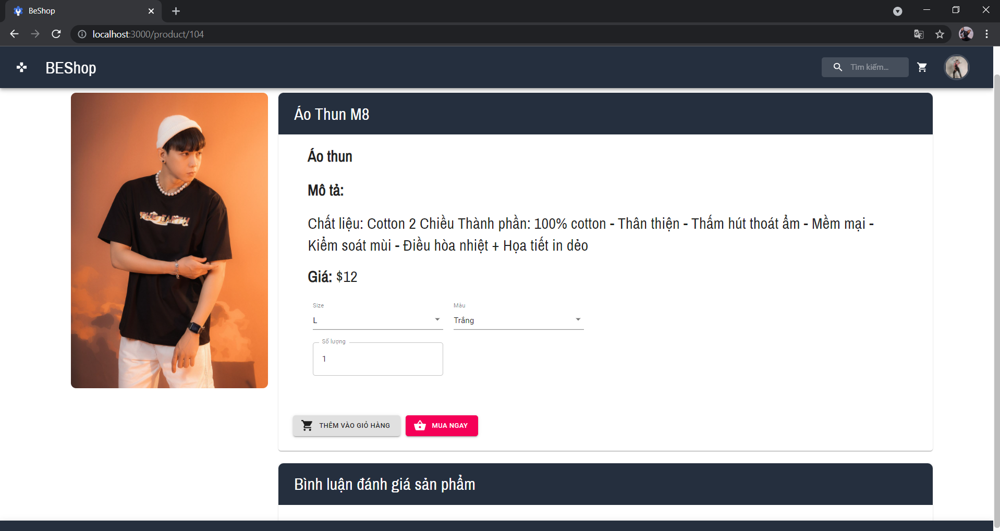 BeShop
localhost:3000/product/104
BEShop
Tìm kiếm...
Áo Thun M8
Áo thun
Mô tả:
Chất liệu: Cotton 2 Chiều Thành phần: 100% cotton - Thân thiện - Thấm hút thoát ẩm - Mềm mại -
Kiểm soát mùi - Điều hòa nhiệt + Họa tiết in dẻo
Giá: $12
Size
Màu
L
Trắng
Số lượng
1
THÊM VÀO GIỎ HÀNG
MUA NGAY
Bình luận đánh giá sản phẩm